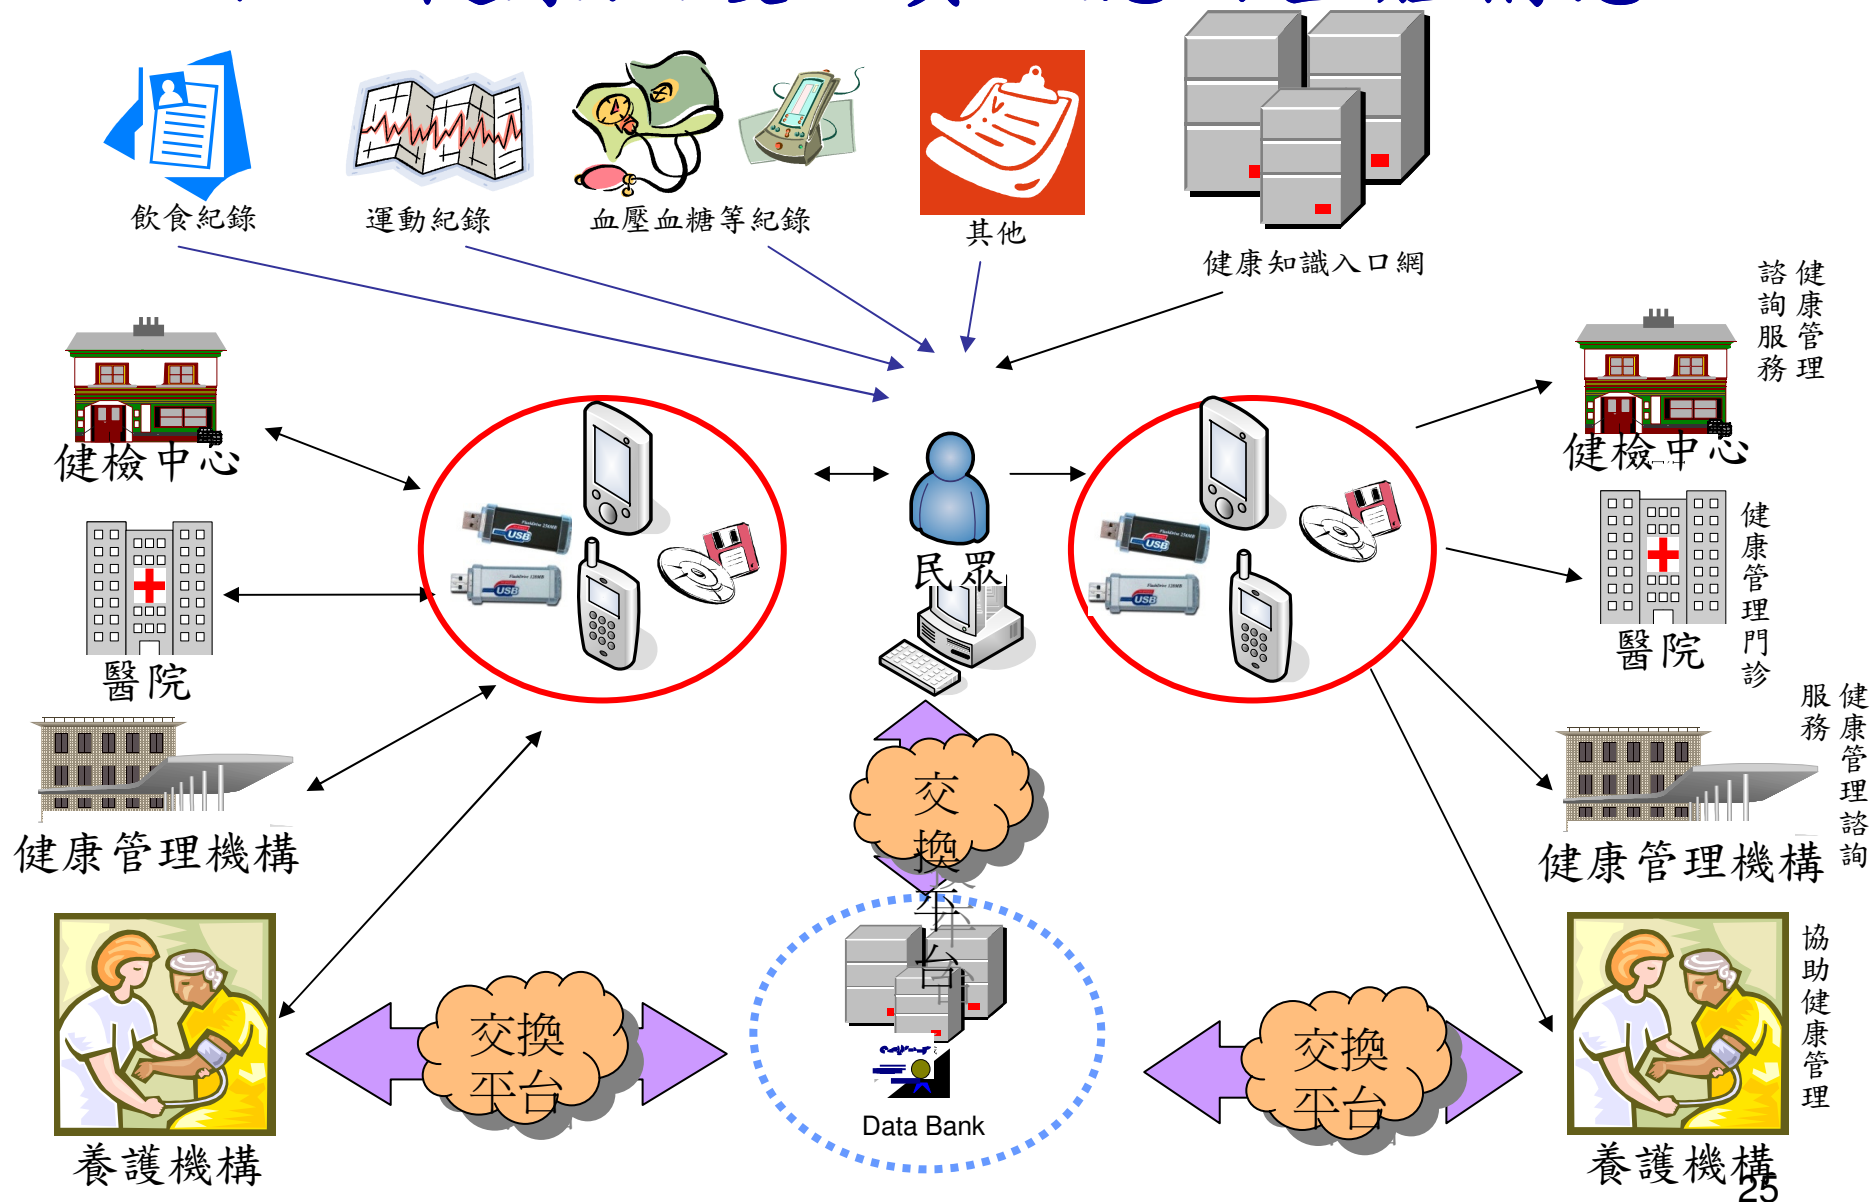 飲食紀錄
運動紀錄
血壓血糖等紀錄
其他
健康知識入口網
健康管理
諮詢服務
健檢中心
健檢中心
民眾
醫院
醫院
健康管理門診
USB
USB
USB
USB
健康管理機構
健康管理機構
健康管理諮詢
服務
交換平台
交換
平台
交換
平台
Data Bank
協助健康管理
養護機構
養護機構
25